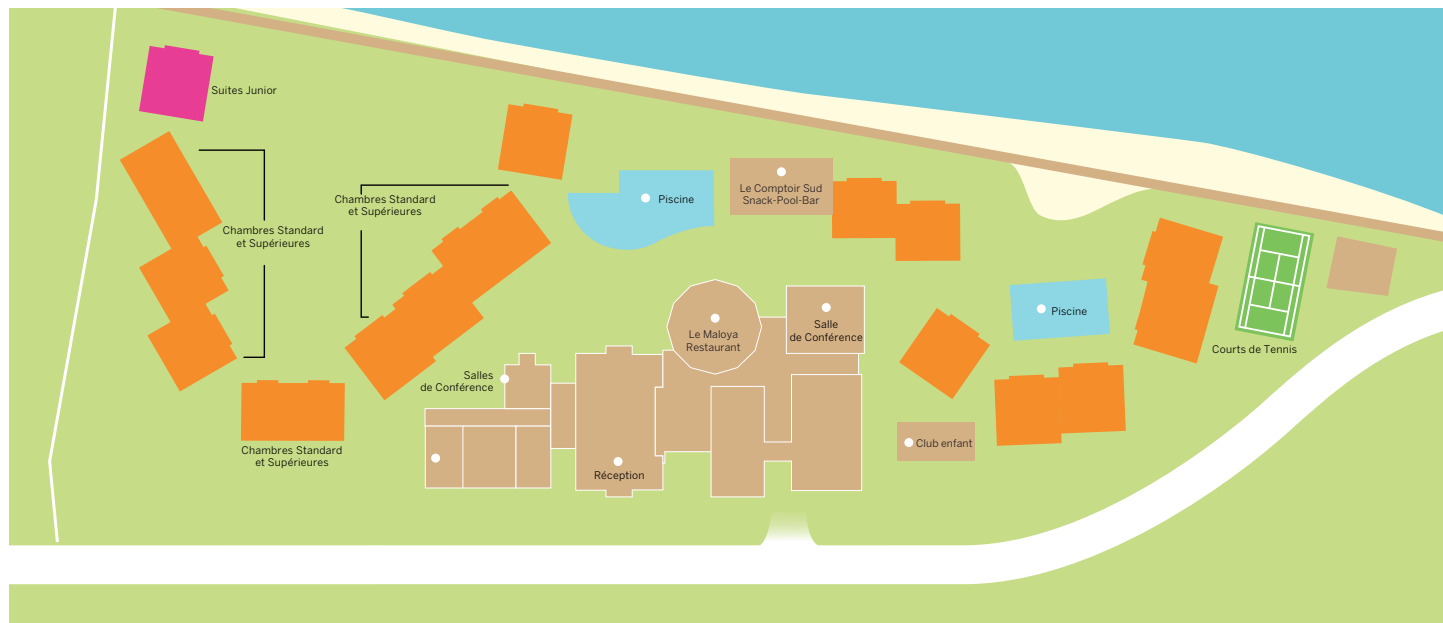 Suites Junior
Chambres Standard
et Supérieures
Chambres Standard
et Supérieures
Piscine
Le Comptoir Sud
Snack-Pool-Bar
Le Maloya
Restaurant
Salle
de Conférence
Piscine
Courts de Tennis
Salles
de Conférence
Chambres Standard
et Supérieures
Réception
Club enfant